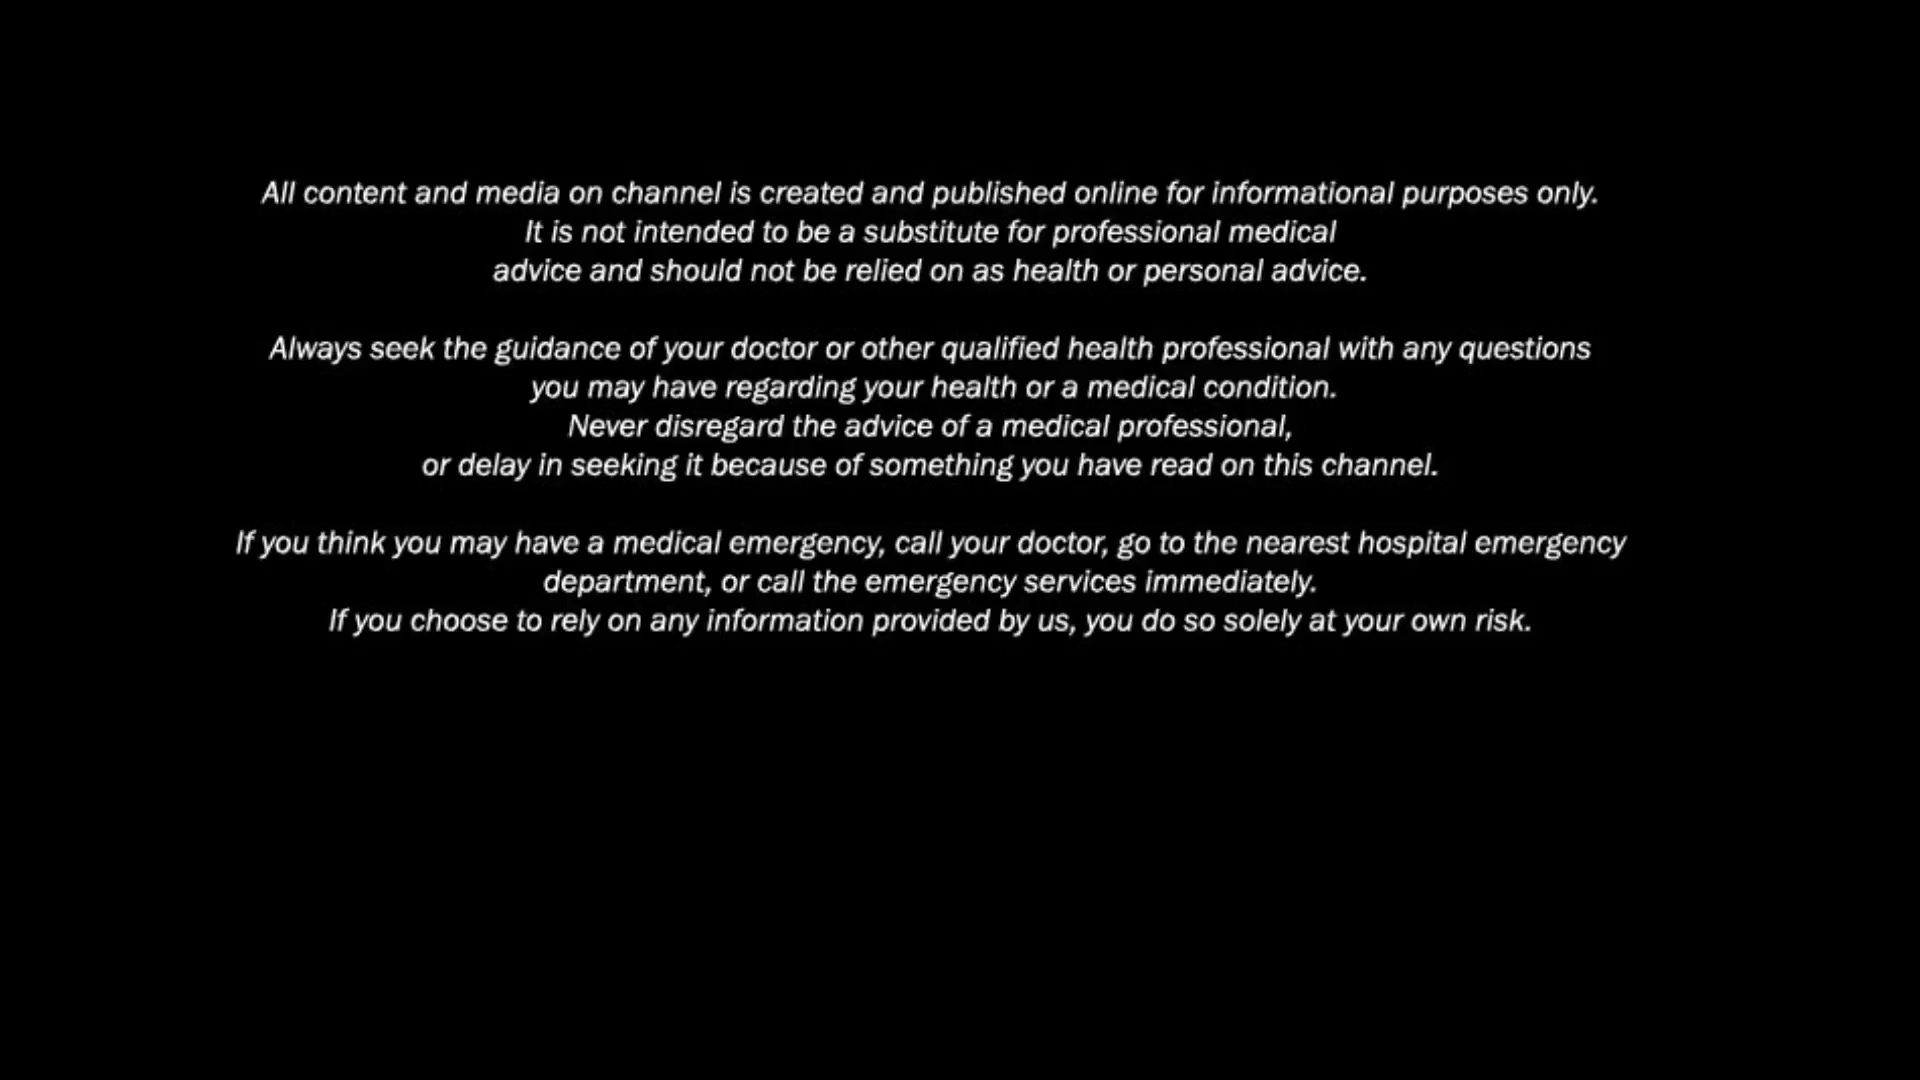 All content and media on channel is created and published online for informational purposes only.
It is not intended to be a substitute for professional medical
advice and should not be relied on as health or personal advice.
Always seek the guidance of your doctor or other qualified health professional with any questions
you may have regarding your health or a medical condition.
Never disregard the advice of a medical professional,
or delay in seeking it because of something you have read on this channel.
If you think you may have a medical emergency, call your doctor, go to the nearest hospital emergency
department, or call the emergency services immediately.
If you choose to rely on any information provided by us, you do so solely at your own risk.